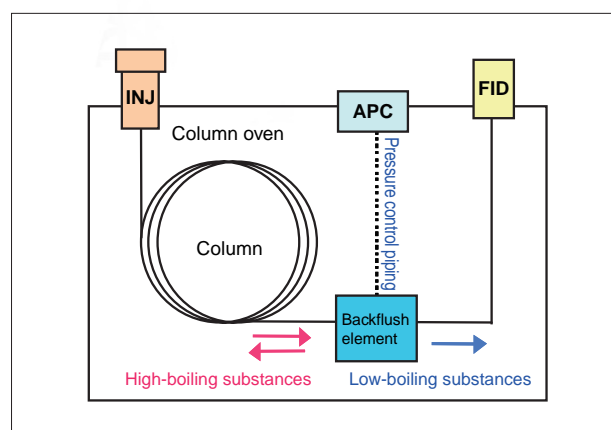 INJ
APC
FID
Column oven
Pressure control piping
Column
Backflush
element
High-boiling substances
Low-boiling substances